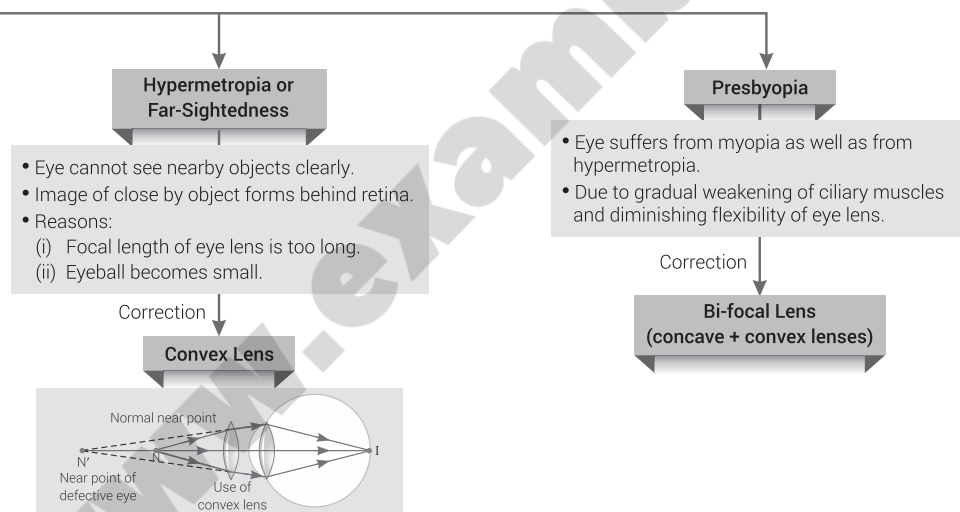 Hypermetropia or
Far-Sightedness
• Eye cannot see nearby objects clearly.
• Image of close by object forms behind retina.
• Reasons:
(i) Focal length of eye lens is too long.
(ii) Eyeball becomes small.
Correction
Convex Lens
Normal near point
N'
N
I
Near point of
defective eye
Use of
convex lens
Presbyopia
• Eye suffers from myopia as well as from
hypermetropia.
• Due to gradual weakening of ciliary muscles
and diminishing flexibility of eye lens.
Correction
Bi-focal Lens
(concave + convex lenses)
www.exam